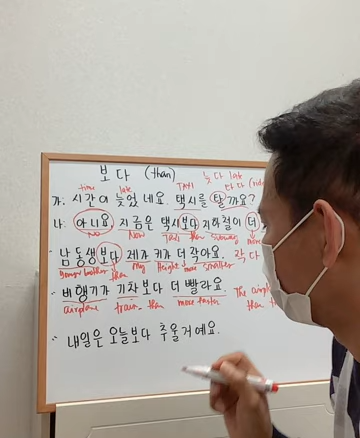 보다 (than) 늦다 late
time late TAXI 타다 (ride
가: 시간이 늦었네요. 택시를 탈까요?
나: 아니요 지금은 택시보다 지하철이 더
No Now Taxi than subway more
남동생보다 제가 키가 더 작아요. 작다
Younger brother than my Height more smaller
비행기가 기차보다 더 빨라요. The
airplane train than more faster than
내일은 오늘보다 추울 거예요.